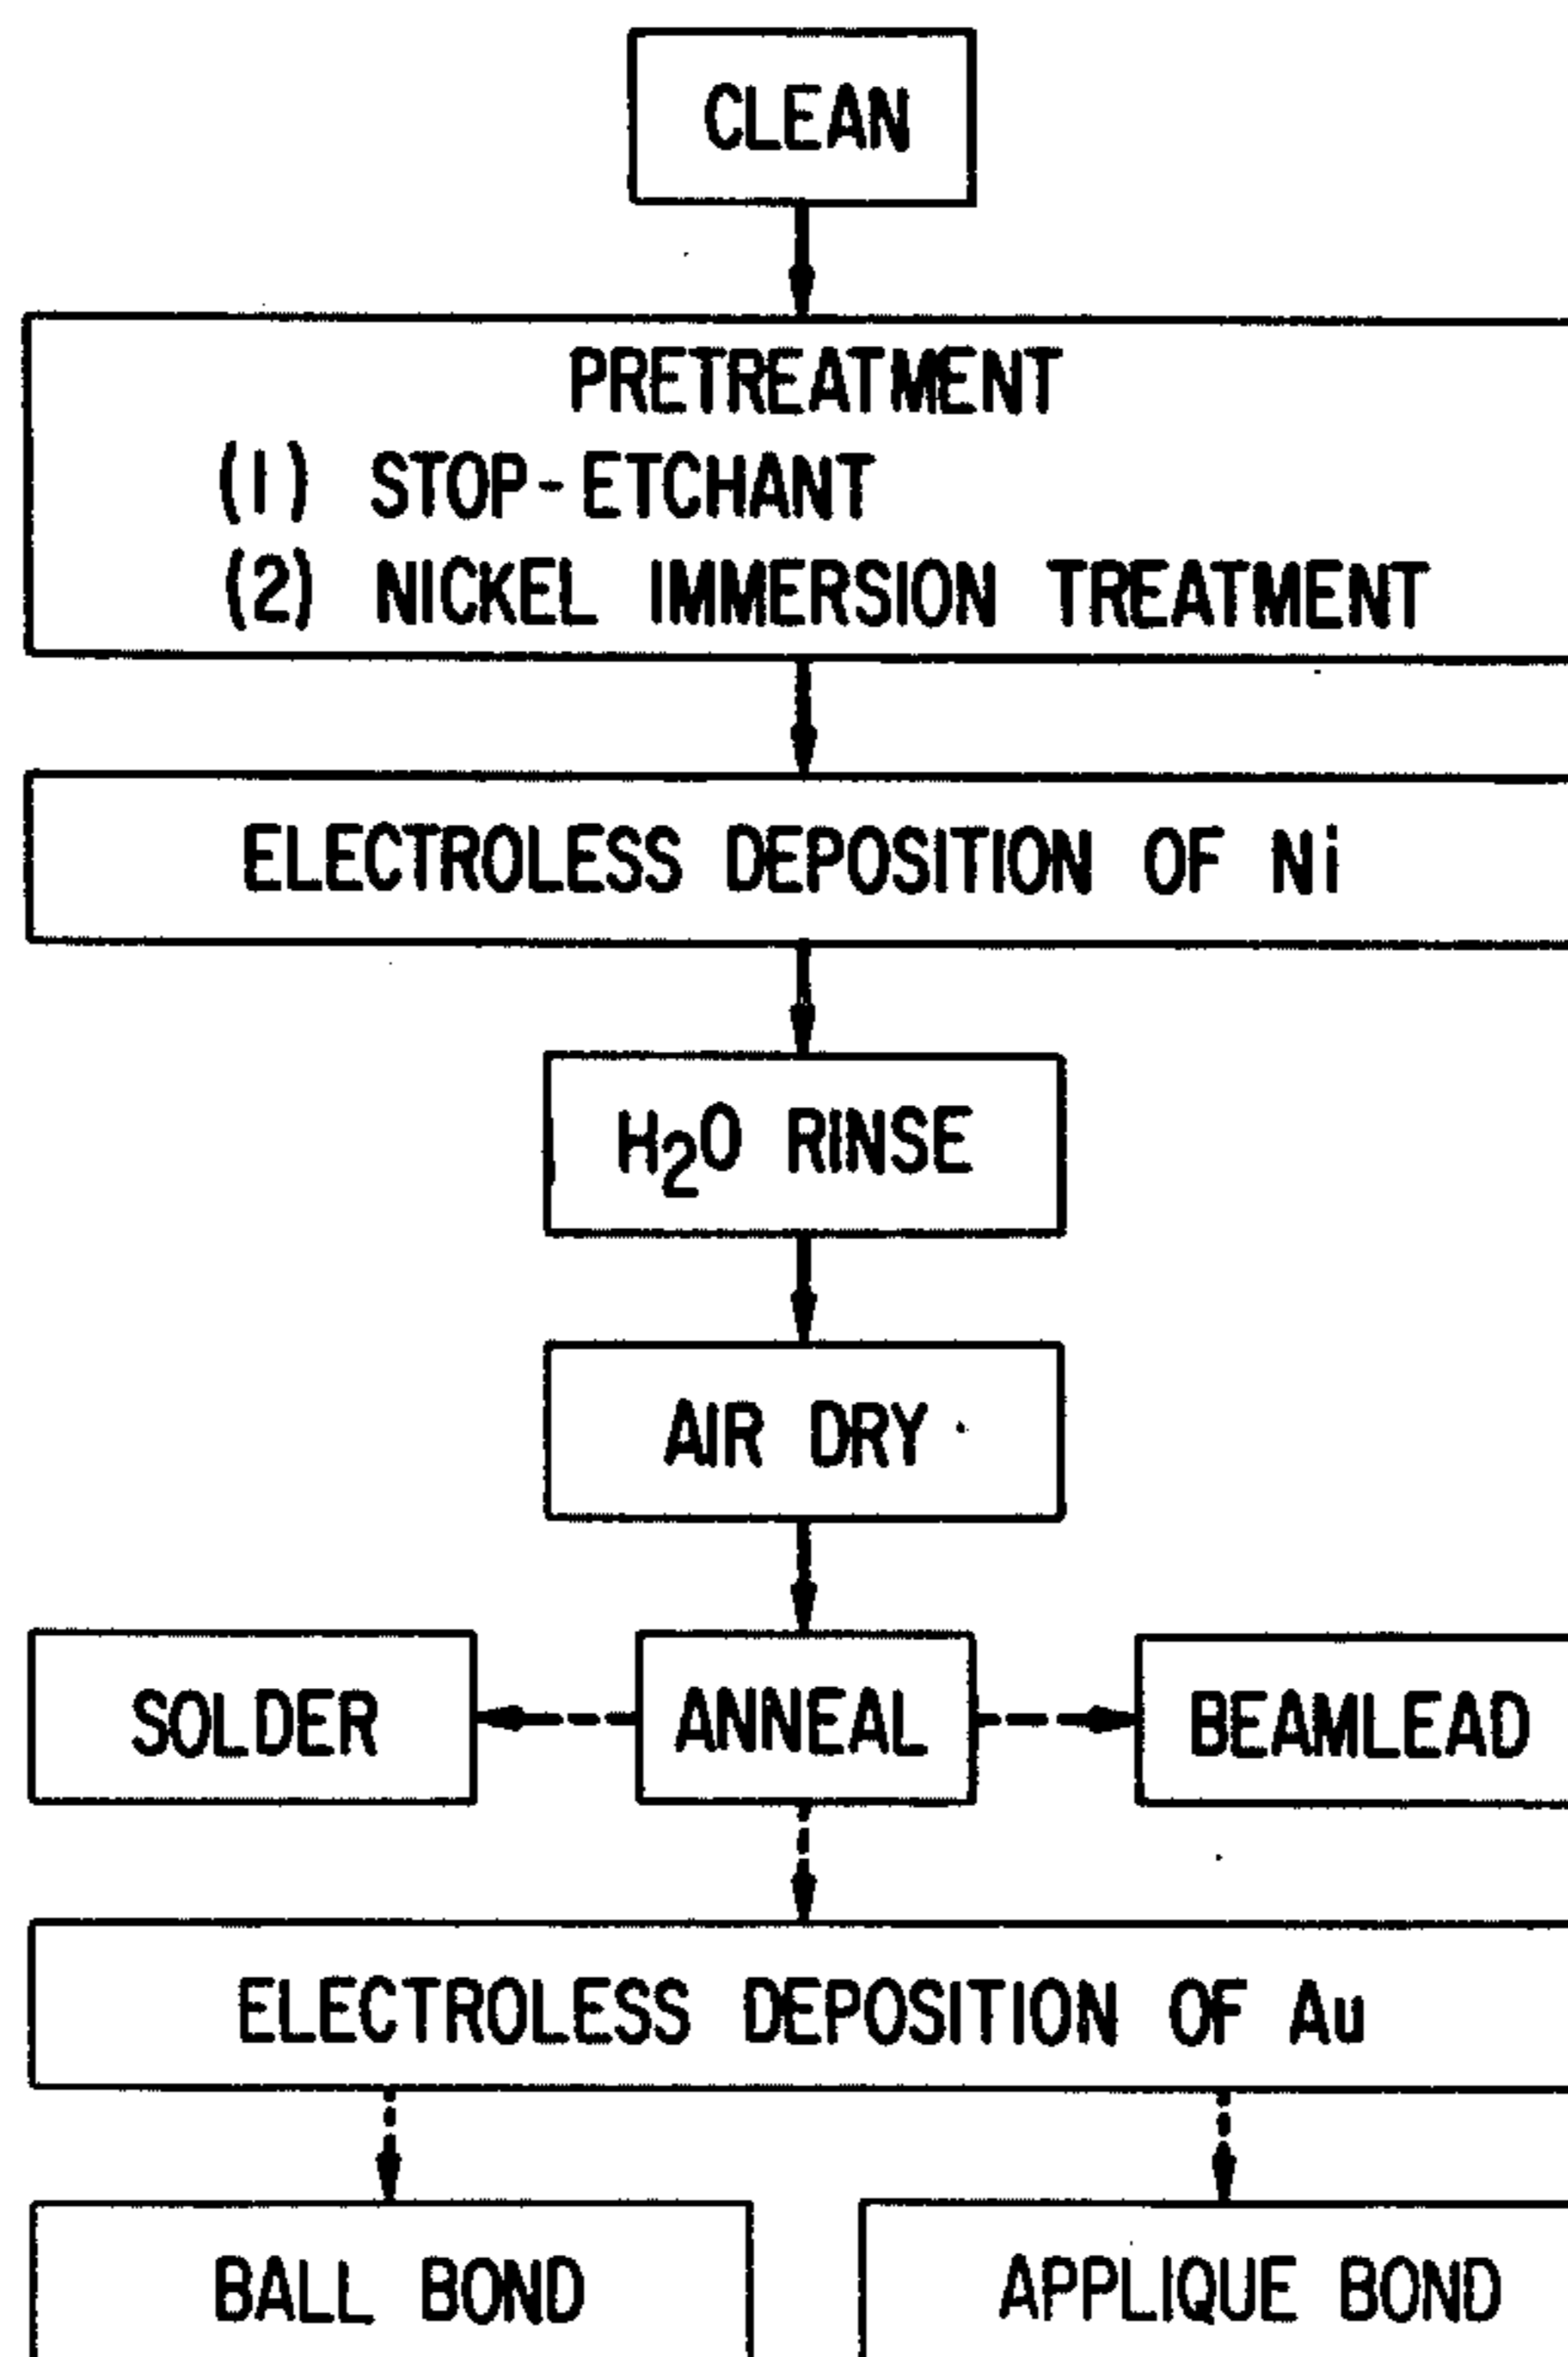 CLEAN
PRETREATMENT
(1) STOP-ETCHANT
(2) NICKEL IMMERSION TREATMENT
ELECTROLESS DEPOSITION OF Ni
H₂O RINSE
AIR DRY
SOLDER
ANNEAL
BEAMLEAD
ELECTROLESS DEPOSITION OF Au
BALL BOND
APPLIQUE BOND